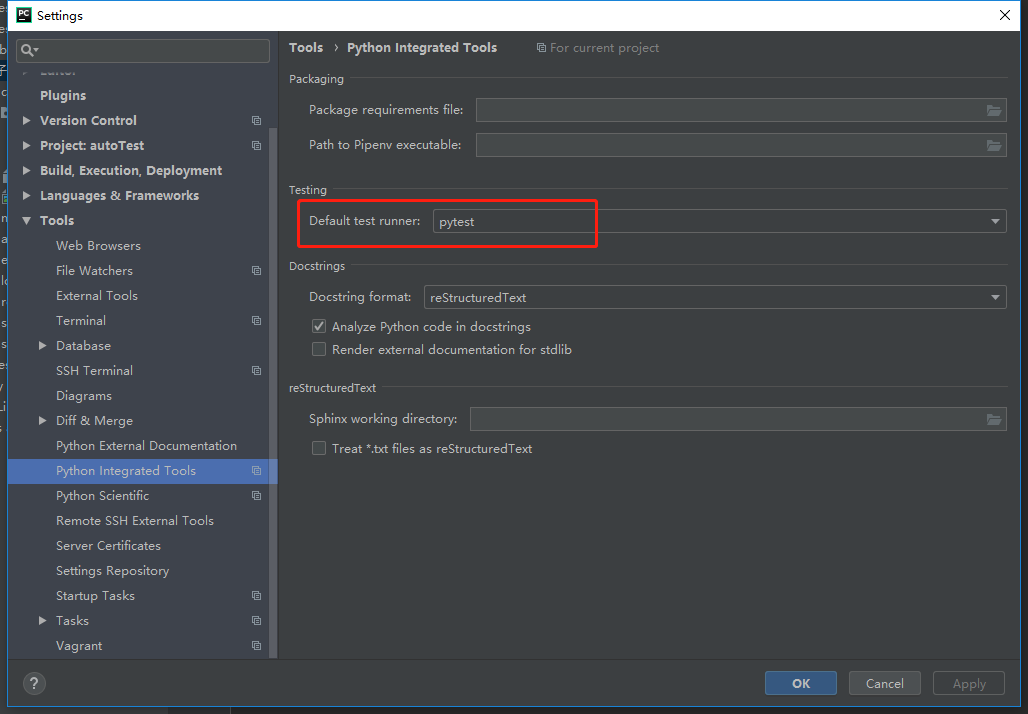 PC Settings
Tools › Python Integrated Tools For current project
Plugins
Version Control
Project: autoTest
Build, Execution, Deployment
Languages & Frameworks
Tools
Web Browsers
File Watchers
External Tools
Terminal
Database
SSH Terminal
Diagrams
Diff & Merge
Python External Documentation
Python Integrated Tools
Python Scientific
Remote SSH External Tools
Server Certificates
Settings Repository
Startup Tasks
Tasks
Vagrant
Packaging
Package requirements file:
Path to Pipenv executable:
Testing
Default test runner: pytest
Docstrings
Docstring format: reStructuredText
Analyze Python code in docstrings
Render external documentation for stdlib
reStructuredText
Sphinx working directory:
Treat *.txt files as reStructuredText
? OK Cancel Apply